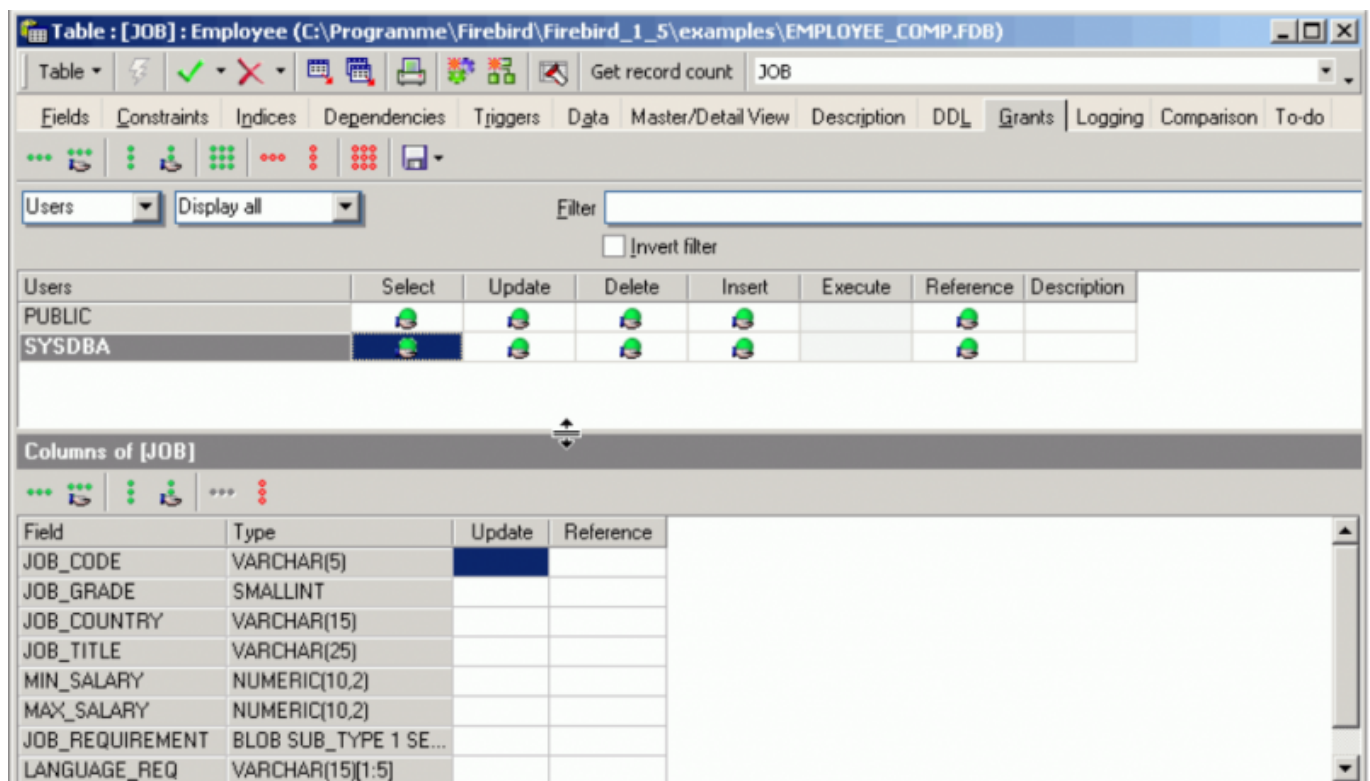 Table : [JOB] : Employee (C:\Programme\Firebird\Firebird_1_5\examples\EMPLOYEE_COMP.FDB)
Table Get record count JOB
Fields Constraints Indices Dependencies Triggers Data Master/Detail View Description DDL Grants Logging Comparison To-do
Users Display all Filter
Invert filter
Users Select Update Delete Insert Execute Reference Description
PUBLIC
SYSDBA
Columns of [JOB]
Field Type Update Reference
JOB_CODE VARCHAR(5)
JOB_GRADE SMALLINT
JOB_COUNTRY VARCHAR(15)
JOB_TITLE VARCHAR(25)
MIN_SALARY NUMERIC(10,2)
MAX_SALARY NUMERIC(10,2)
JOB_REQUIREMENT BLOB SUB_TYPE 1 SE...
LANGUAGE_REQ VARCHAR(15)[1:5]